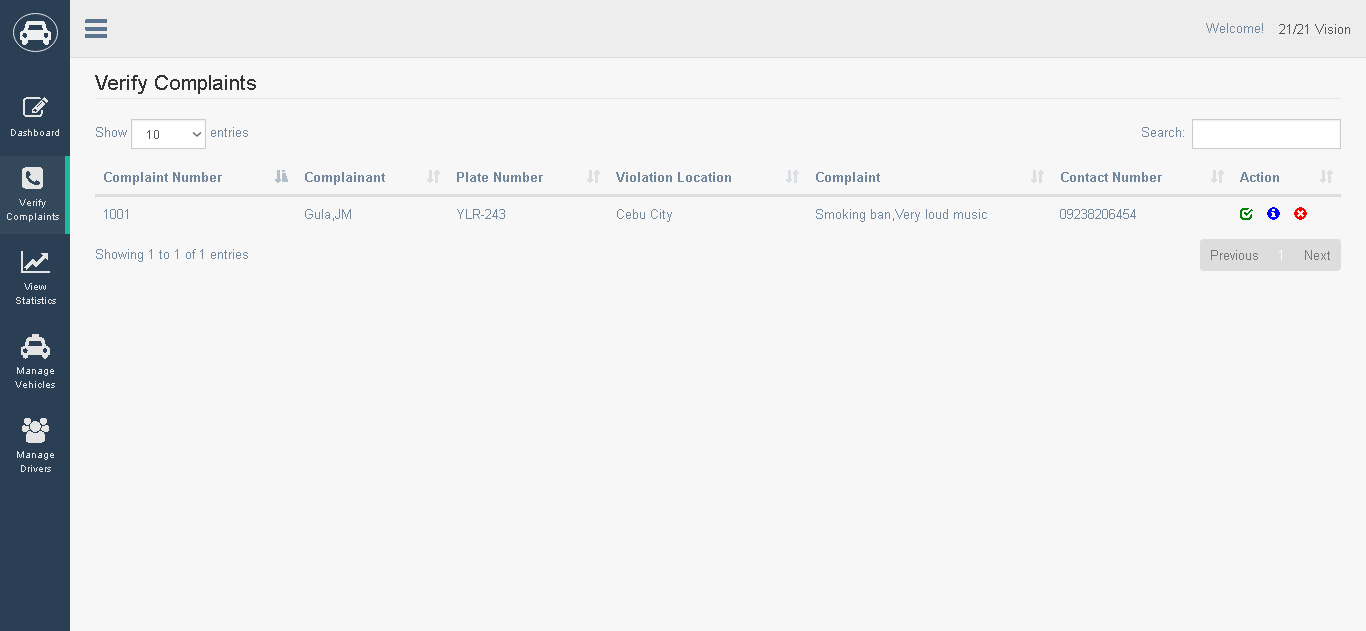 Welcome! 21/21 Vision
Dashboard
Verify
Complaints
View
Statistics
Manage
Vehicles
Manage
Drivers
Verify Complaints
Show 10 entries Search:
Complaint Number Complainant Plate Number Violation Location Complaint Contact Number Action
1001 Gula,JM YLR-243 Cebu City Smoking ban,Very loud music 09238206454
Showing 1 to 1 of 1 entries Previous 1 Next